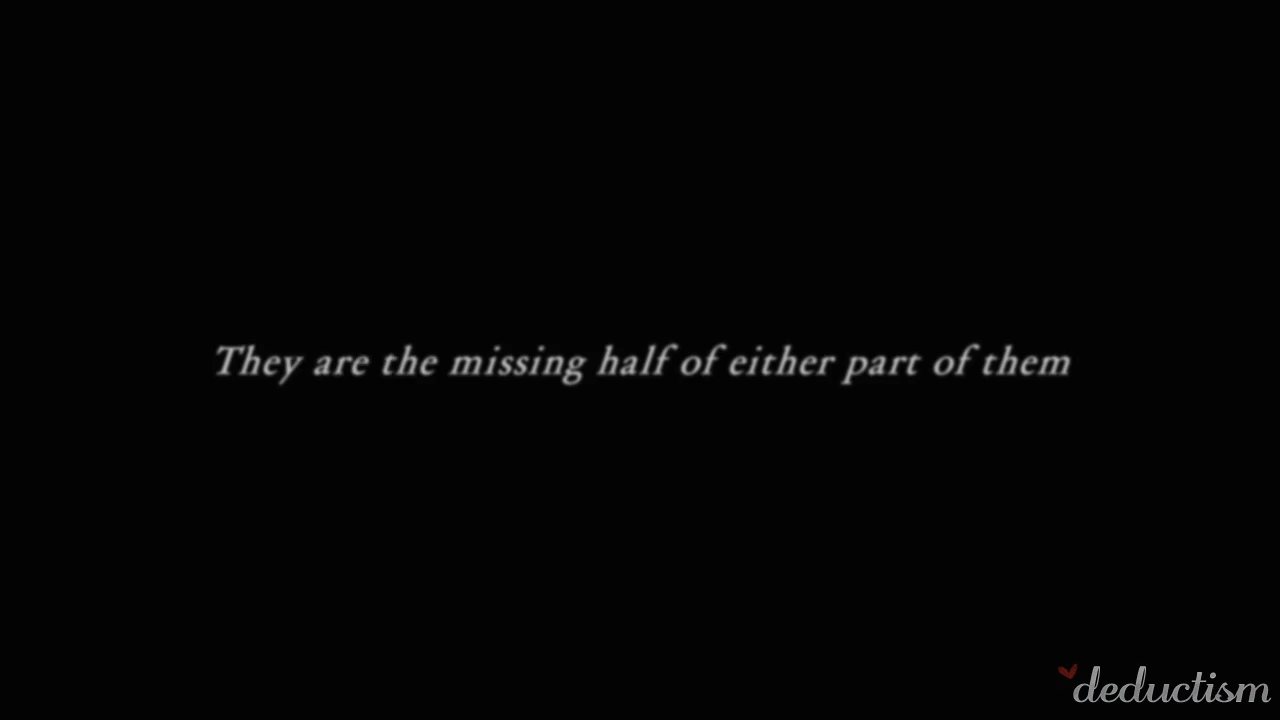 They are the missing half of either part of them
deductism